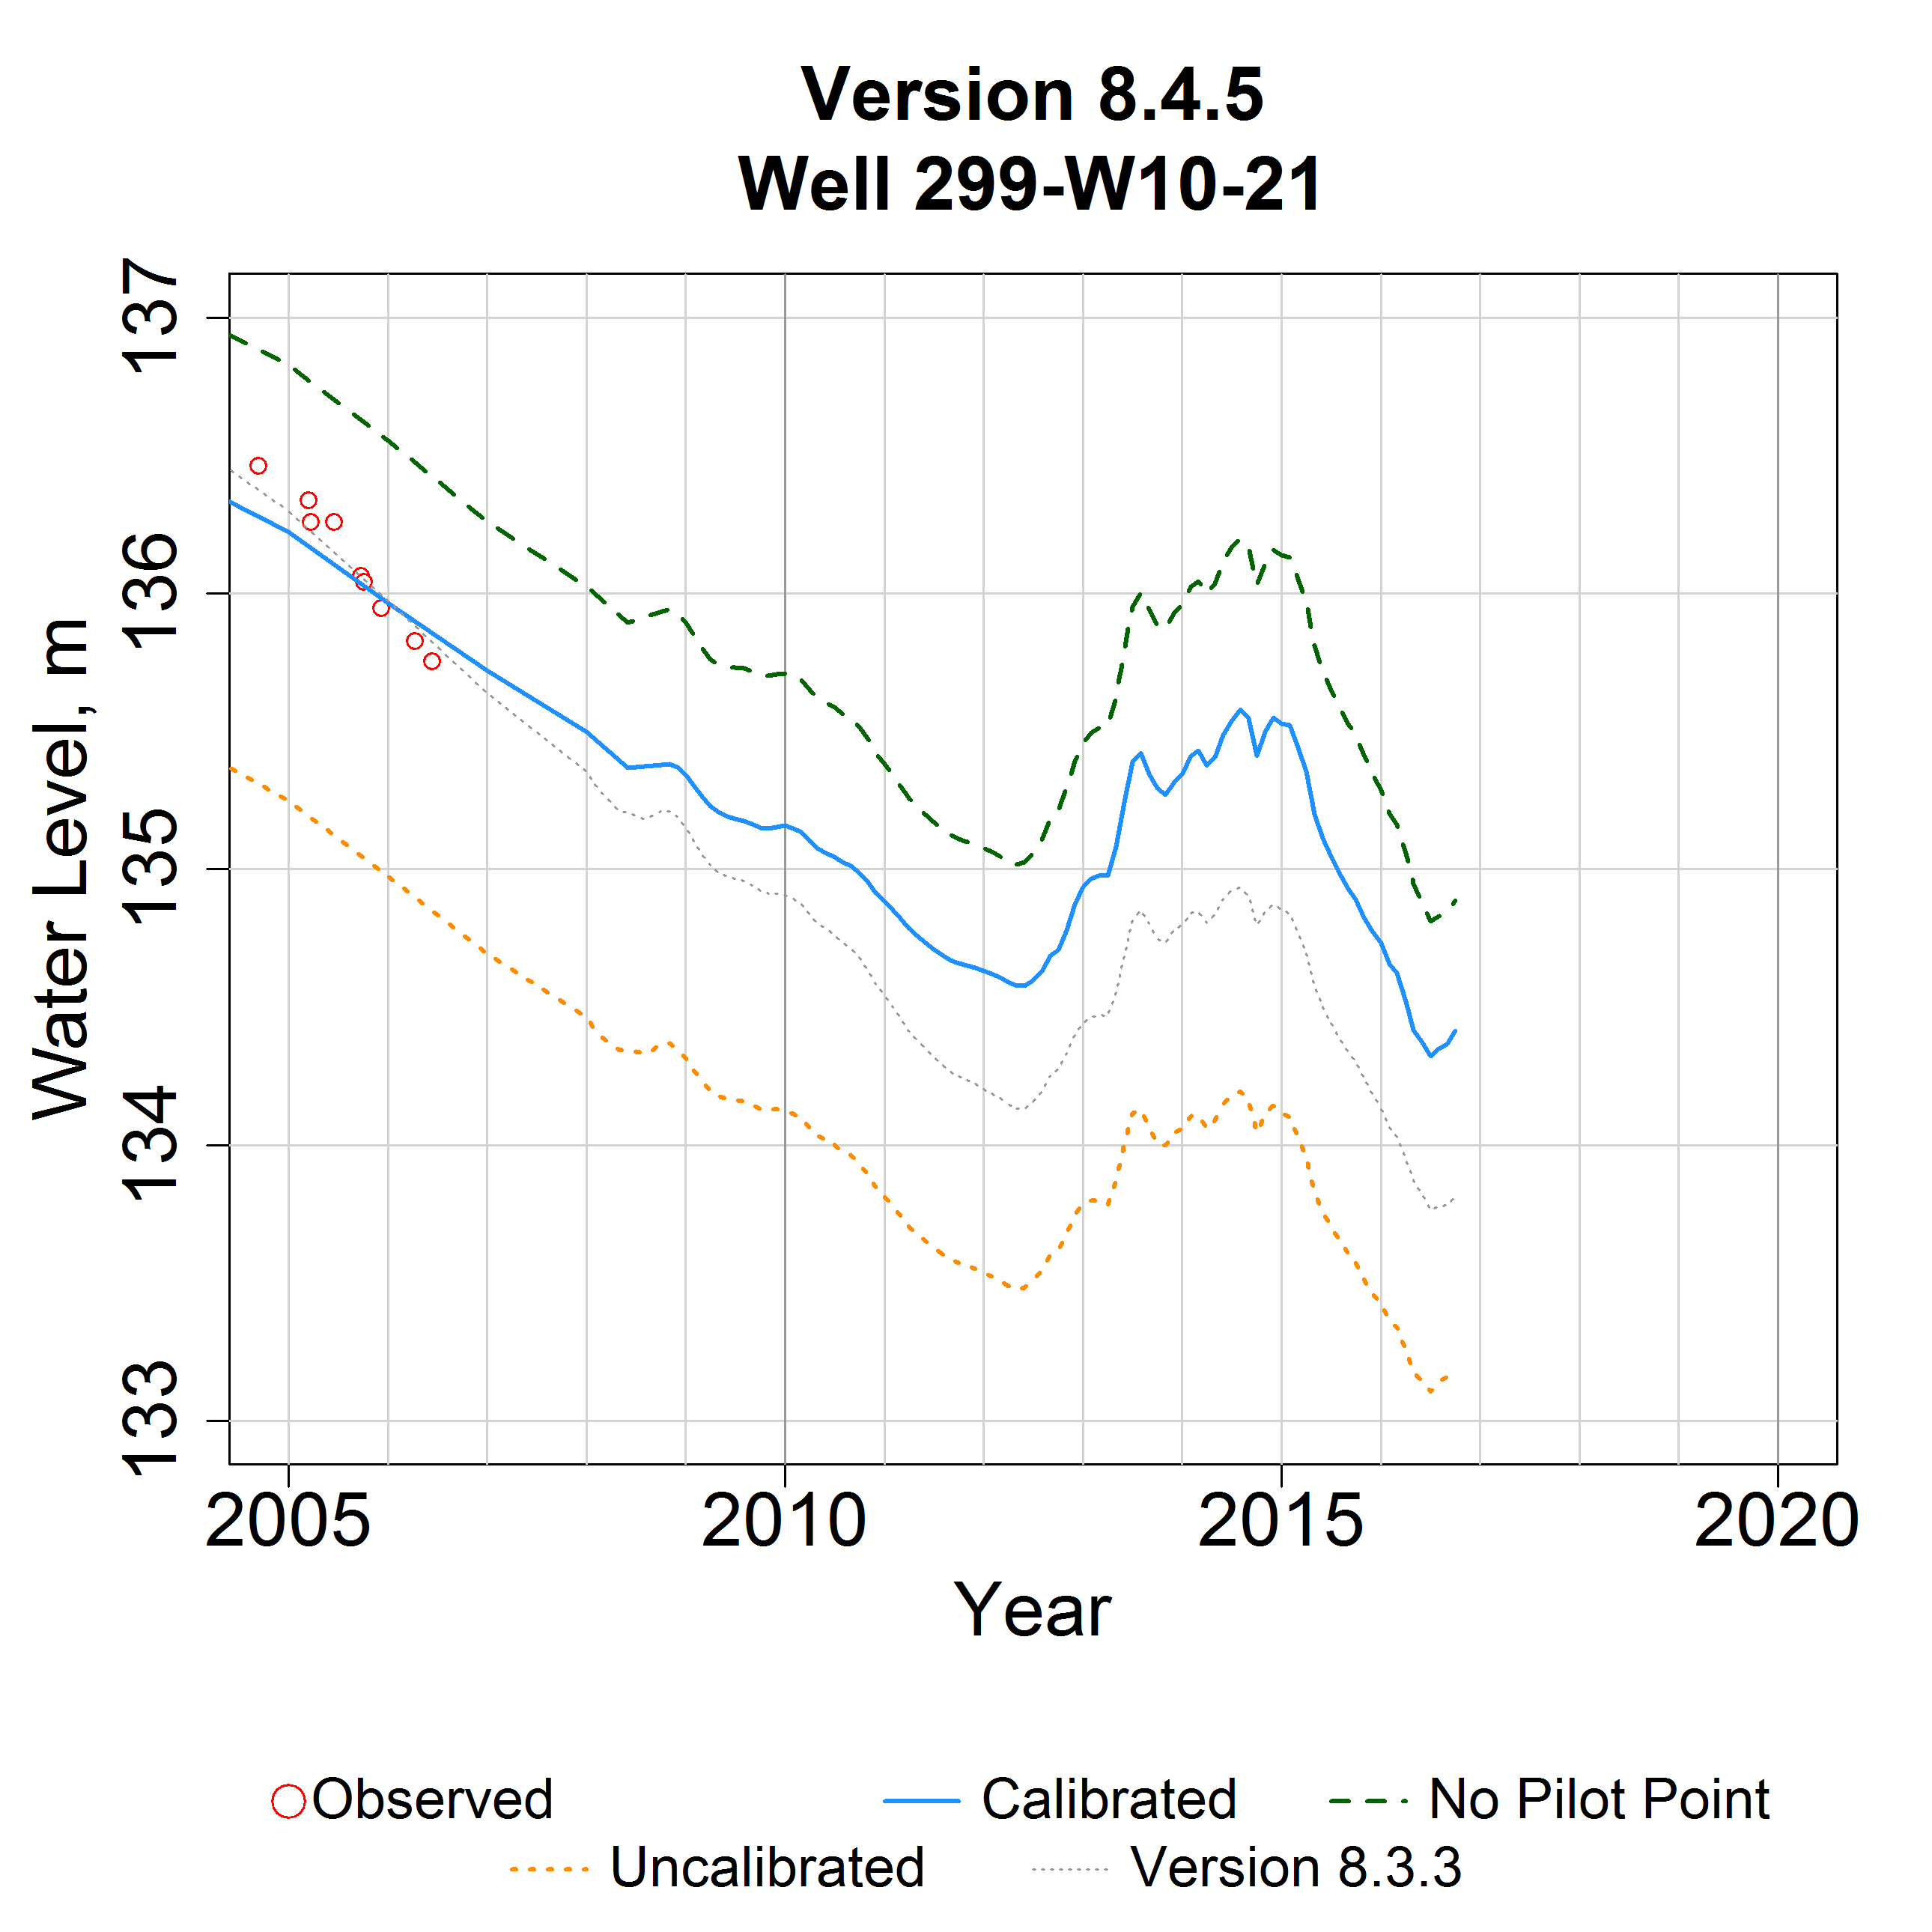 Version 8.4.5
Well 299-W10-21
Water Level, m
137
136
135
134
133
2005 2010 2015 2020
Year
Observed Calibrated No Pilot Point
Uncalibrated Version 8.3.3